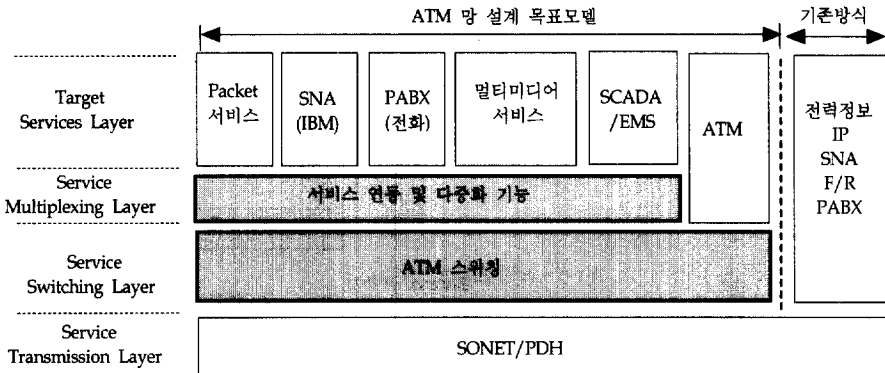 ATM 망 설계 목표모델
기존방식
Target
Services Layer
Packet
서비스
SNA
(IBM)
PABX
(전화)
멀티미디어
서비스
SCADA
/EMS
ATM
전력정보
IP
SNA
F/R
PABX
Service
Multiplexing Layer
서비스 연동 및 다중화 기능
Service
Switching Layer
ATM 스위칭
Service
Transmission Layer
SONET/PDH